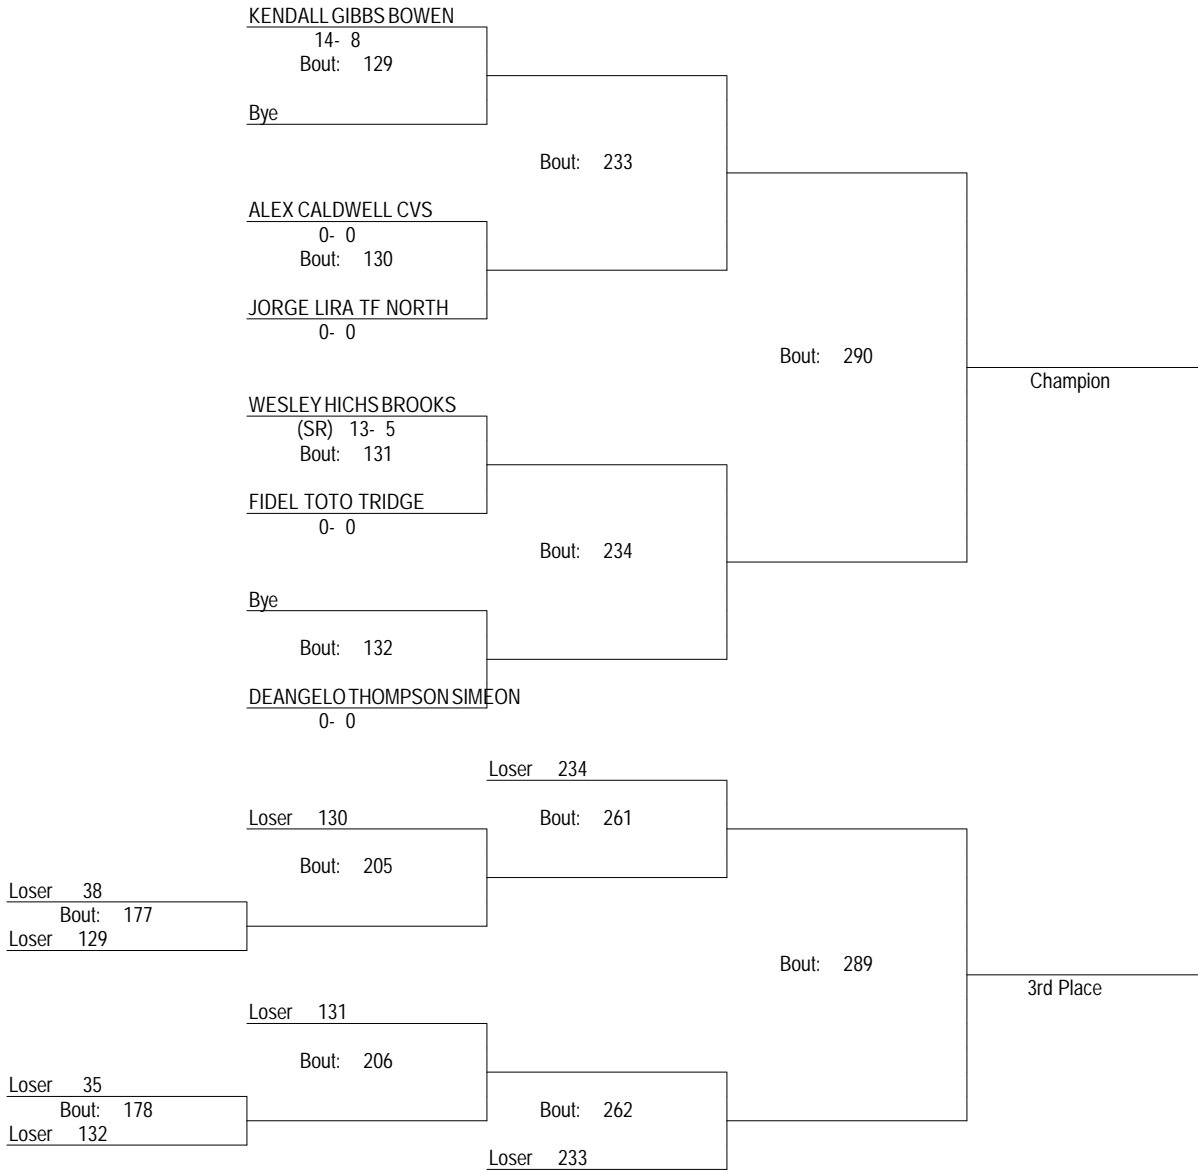 KENDALL GIBBS BOWEN
14- 8
Bout: 129
Bye
Bout: 233
ALEX CALDWELL CVS
0- 0
Bout: 130
JORGE LIRA TF NORTH
0- 0
Bout: 290
Champion
WESLEY HICHS BROOKS
(SR) 13- 5
Bout: 131
FIDEL TOTO TRIDGE
0- 0
Bout: 234
Bye
Bout: 132
DEANGELO THOMPSON SIMEON
0- 0
Loser 234
Loser 130
Bout: 261
Bout: 205
Loser 38
Bout: 177
Loser 129
Bout: 289
3rd Place
Loser 131
Bout: 206
Loser 35
Bout: 178
Loser 132
Bout: 262
Loser 233